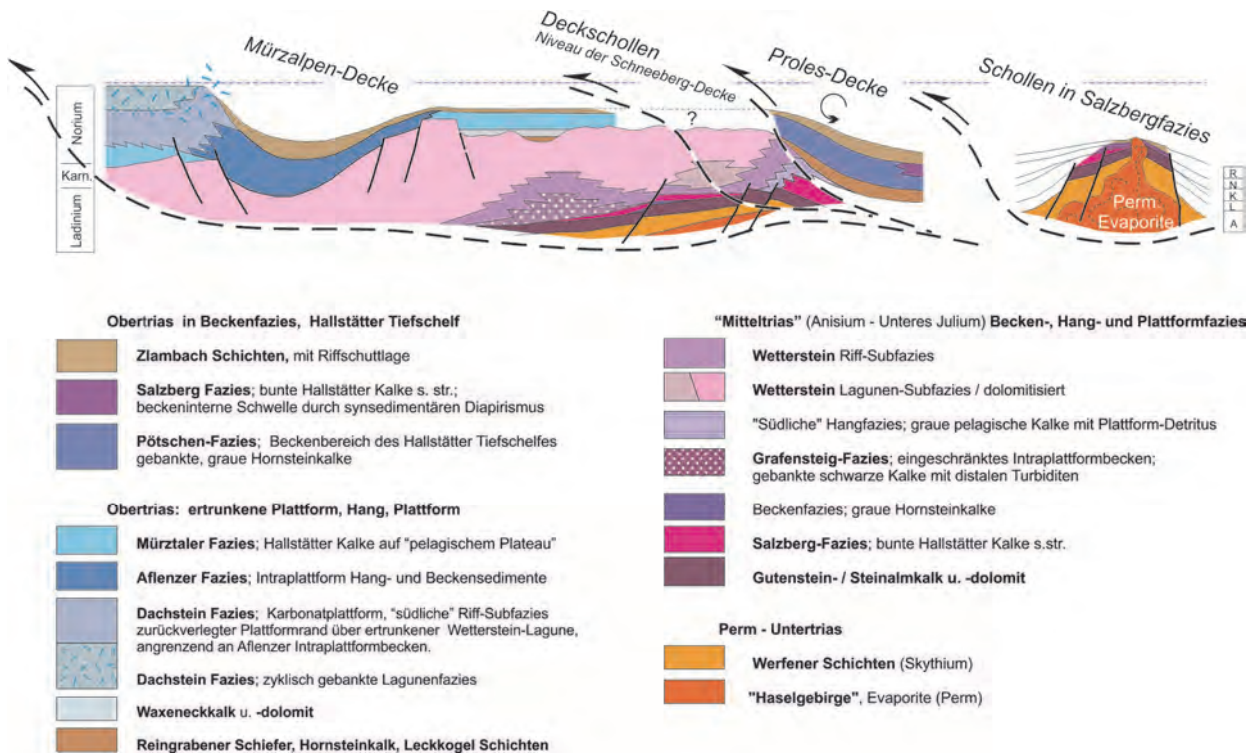 Mürzalpen-Decke
Deckschollen
Niveau der Schneeberg-Decke
Proles-Decke
Schollen in Salzbergfazies
Norium
Karn.
Ladinium
?
Perm.
Evaporite
R
N
K
L
A
Obertrias in Beckenfazies, Hallstätter Tiefschelf
Zlambach Schichten, mit Riffschuttlage
Salzberg Fazies; bunte Hallstätter Kalke s. str.;
beckeninterne Schwelle durch synsedimentären Diapirismus
Pötschen-Fazies; Beckenbereich des Hallstätter Tiefschelfes
gebankte, graue Hornsteinkalke
Obertrias: ertrunkene Plattform, Hang, Plattform
Mürztaler Fazies; Hallstätter Kalke auf "pelagischem Plateau"
Aflenzer Fazies; Intraplattform Hang- und Beckensedimente
Dachstein Fazies; Karbonatplattform, "südliche" Riff-Subfazies
zurückverlegter Plattformrand über ertrunkener Wetterstein-Lagune,
angrenzend an Aflenzer Intraplattformbecken.
Dachstein Fazies; zyklisch gebankte Lagunenfazies
Waxeneckkalk u. -dolomit
Reingrabener Schiefer, Hornsteinkalk, Leckkogel Schichten
"Mitteltrias" (Anisium - Unteres Julium) Becken-, Hang- und Plattformfazies
Wetterstein Riff-Subfazies
Wetterstein Lagunen-Subfazies / dolomitisiert
"Südliche" Hangfazies; graue pelagische Kalke mit Plattform-Detritus
Grafensteig-Fazies; eingeschränktes Intraplattformbecken;
gebankte schwarze Kalke mit distalen Turbiditen
Beckenfazies; graue Hornsteinkalke
Salzberg-Fazies; bunte Hallstätter Kalke s.str.
Gutenstein- / Steinalmkalk u. -dolomit
Perm - Untertrias
Werfener Schichten (Skythium)
"Haselgebirge", Evaporite (Perm)